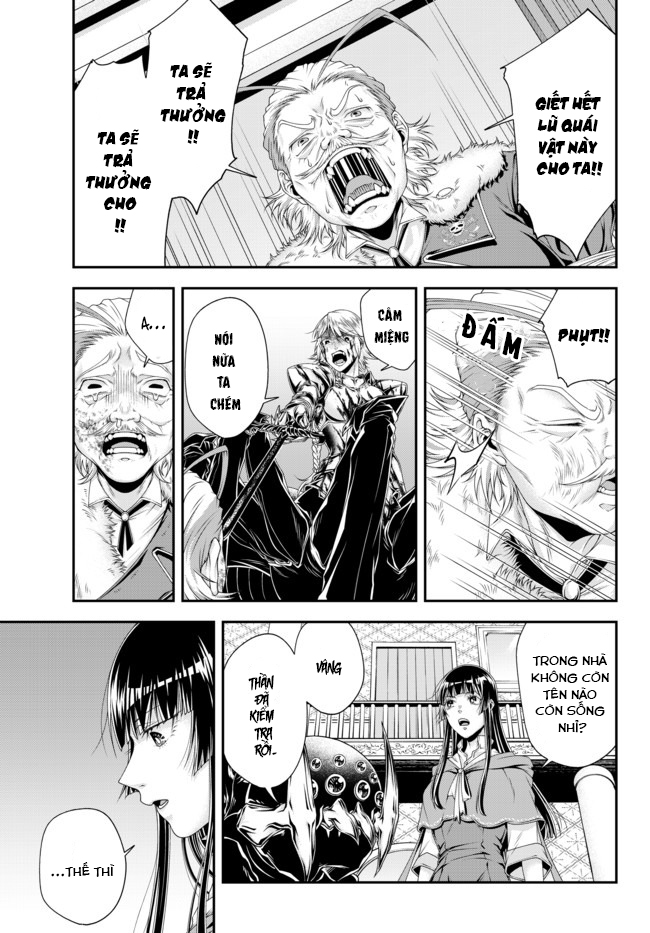 GIẾT HẾT
LŨ QUÁI
VẬT NÀY
CHO TA!!
TA SẼ
TRẢ
THƯỞNG
!!
TA SẼ
TRẢ
THƯỞNG
CHO
!!
PHỤT!!
ĐẤM
CÂM
MIỆNG
NÓI
NỮA
TA
CHÉM
A...
TRONG NHÀ
KHÔNG CÒN
TÊN NÀO
CÒN SỐNG
NHỈ?
VÂNG
THẦN
ĐÃ
KIỂM
TRA
RỒI..
...THẾ THÌ